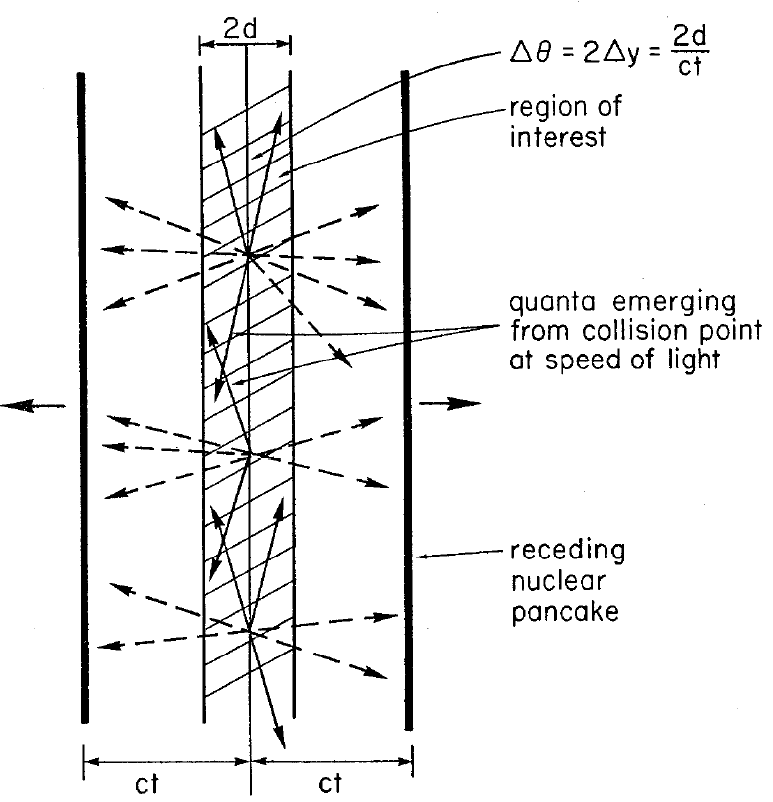 2d
Δθ = 2Δy = 2d/ct
region of
interest
quanta emerging
from collision point
at speed of light
receding
nuclear
pancake
ct
ct